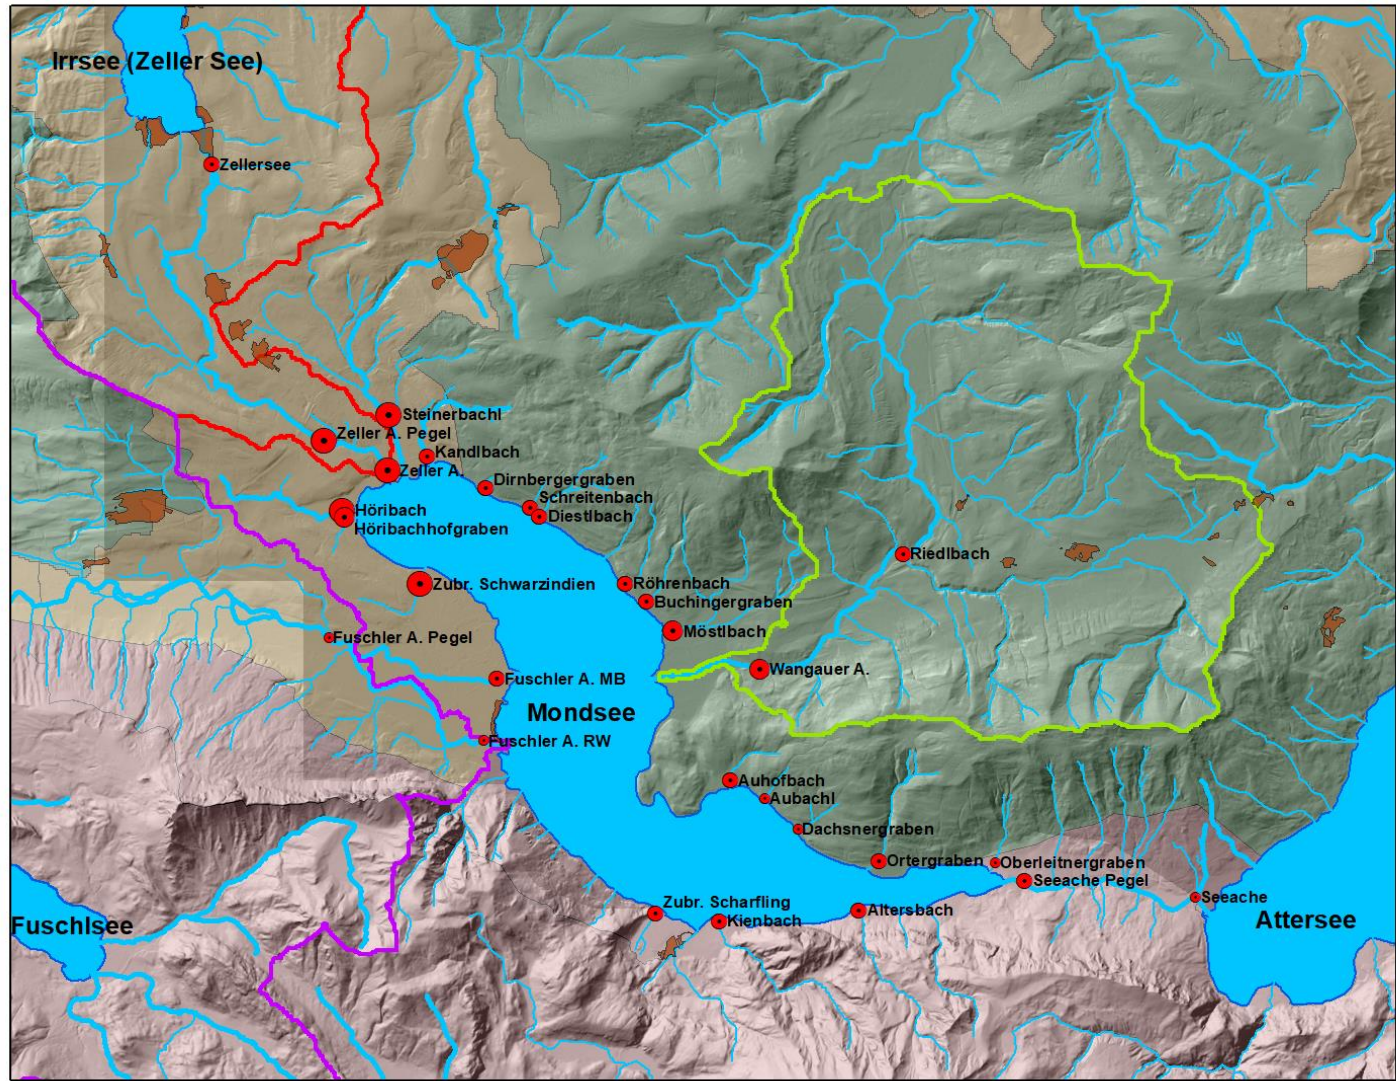 Irrsee (Zeller See)
Zellersee
Steinerbachl
Zeller A. Pegel
Kandlbach
Zeller A.
Dirnbergergraben
Schreitenbach
Höribach
Diestlbach
Höribachhofgraben
Riedlbach
Zubr. Schwarzindien
Röhrenbach
Buchingergraben
Möstlbach
Fuschler A. Pegel
Wangauer A.
Fuschler A. MB
Mondsee
Fuschler A. RW
Auhofbach
Aubachl
Dachsnergraben
Ortergraben
Oberleitnergraben
Seeache Pegel
Seeache
Zubr. Scharfling
Altersbach
Kienbach
Attersee
Fuschlsee